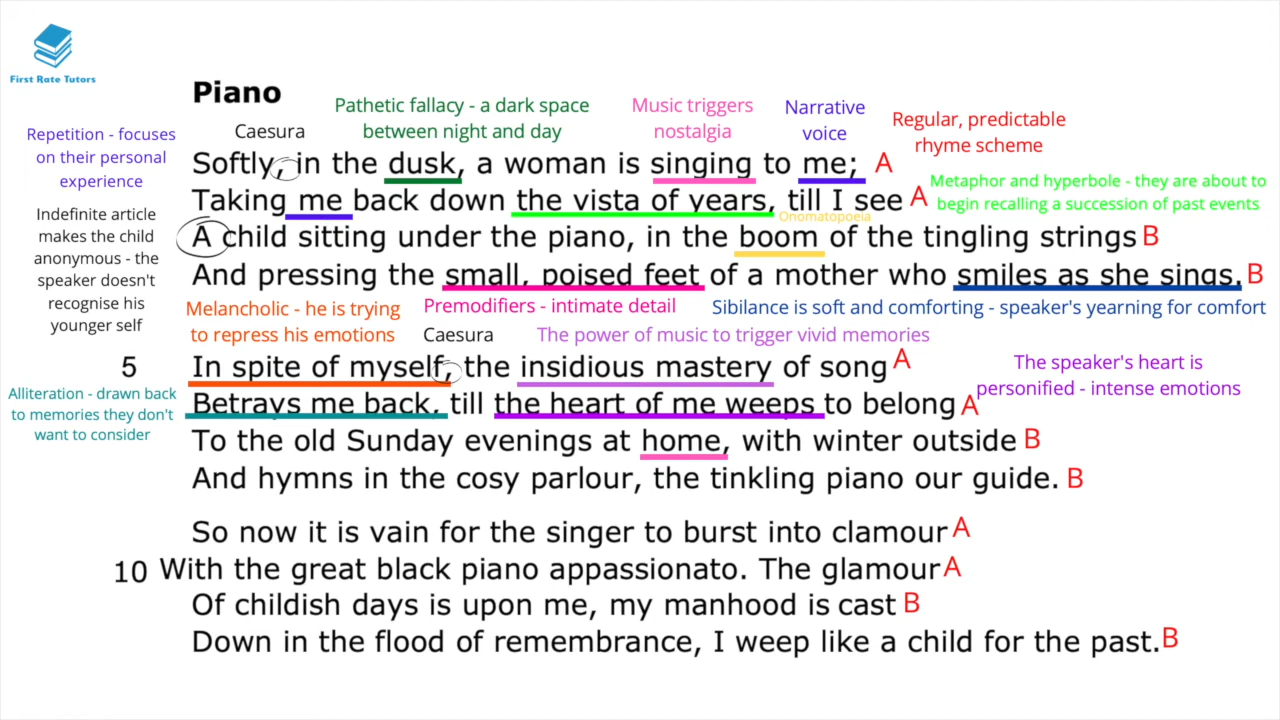 First Rate Tutors
Piano
Pathetic fallacy - a dark space
between night and day
Music triggers
nostalgia
Narrative
voice
Regular, predictable
rhyme scheme
Repetition - focuses
on their personal
experience
Caesura
Softly, in the dusk, a woman is singing to me; A
Taking me back down the vista of years, till I see A
Metaphor and hyperbole - they are about to
begin recalling a succession of past events
Indefinite article
makes the child
anonymous - the
speaker doesn't
recognise his
younger self
Onomatopoeia
A child sitting under the piano, in the boom of the tingling strings B
And pressing the small, poised feet of a mother who smiles as she sings. B
Melancholic - he is trying
to repress his emotions
Premodifiers - intimate detail
Sibilance is soft and comforting - speaker's yearning for comfort
Caesura
The power of music to trigger vivid memories
5 In spite of myself, the insidious mastery of song A
The speaker's heart is
personified - intense emotions
Alliteration - drawn back
to memories they don't
want to consider
Betrays me back, till the heart of me weeps to belong A
To the old Sunday evenings at home, with winter outside B
And hymns in the cosy parlour, the tinkling piano our guide. B
So now it is vain for the singer to burst into clamour A
10 With the great black piano appassionato. The glamour A
Of childish days is upon me, my manhood is cast B
Down in the flood of remembrance, I weep like a child for the past. B